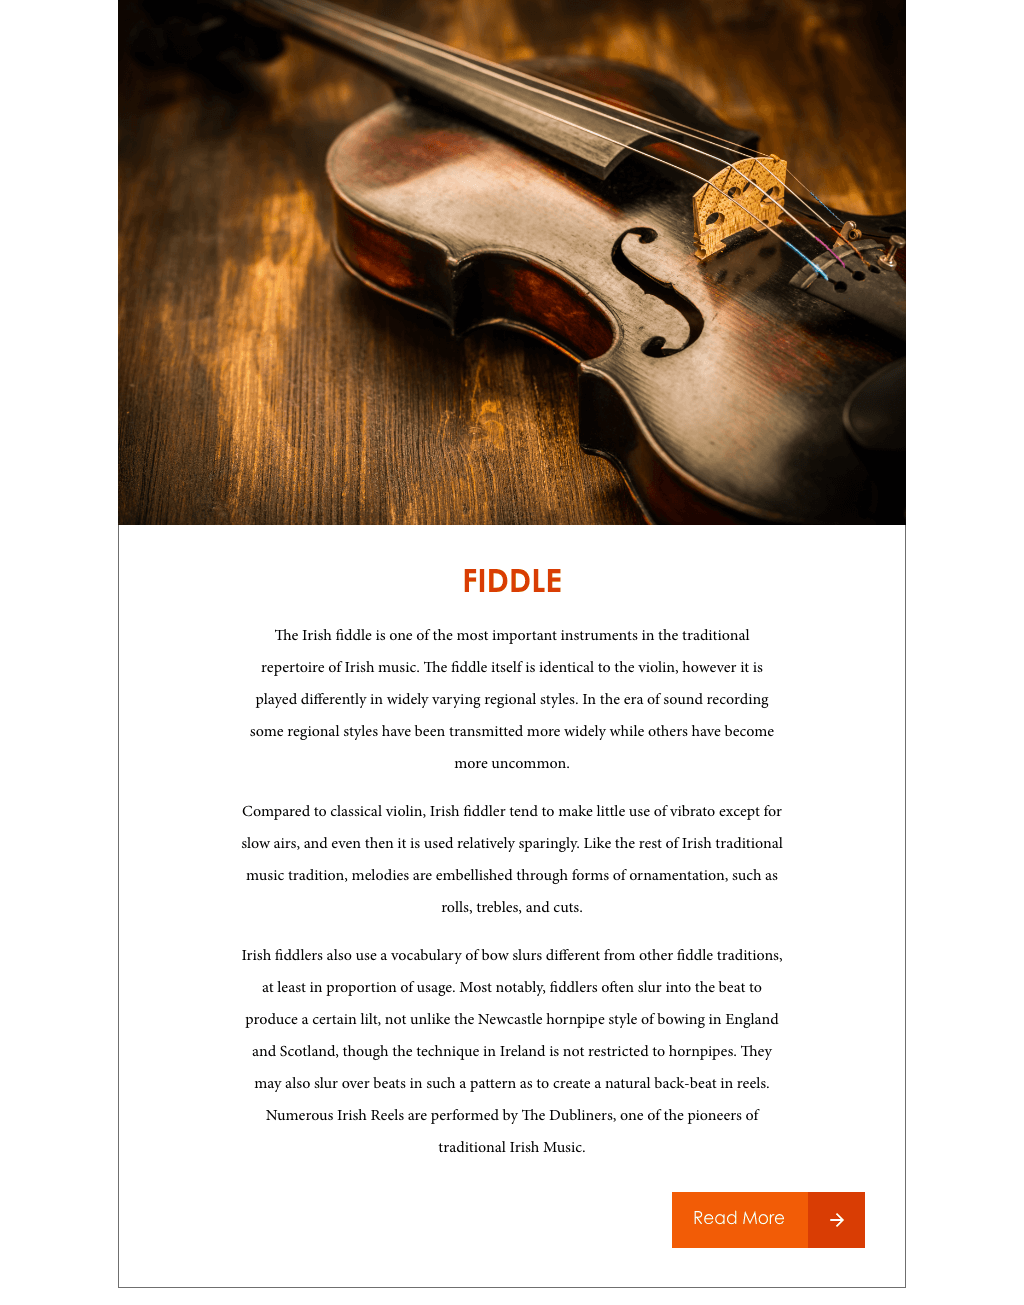 FIDDLE
The Irish fiddle is one of the most important instruments in the traditional
repertoire of Irish music. The fiddle itself is identical to the violin, however it is
played differently in widely varying regional styles. In the era of sound recording
some regional styles have been transmitted more widely while others have become
more uncommon.
Compared to classical violin, Irish fiddler tend to make little use of vibrato except for
slow airs, and even then it is used relatively sparingly. Like the rest of Irish traditional
music tradition, melodies are embellished through forms of ornamentation, such as
rolls, trebles, and cuts.
Irish fiddlers also use a vocabulary of bow slurs different from other fiddle traditions,
at least in proportion of usage. Most notably, fiddlers often slur into the beat to
produce a certain lilt, not unlike the Newcastle hornpipe style of bowing in England
and Scotland, though the technique in Ireland is not restricted to hornpipes. They
may also slur over beats in such a pattern as to create a natural back-beat in reels.
Numerous Irish Reels are performed by The Dubliners, one of the pioneers of
traditional Irish Music.
Read More